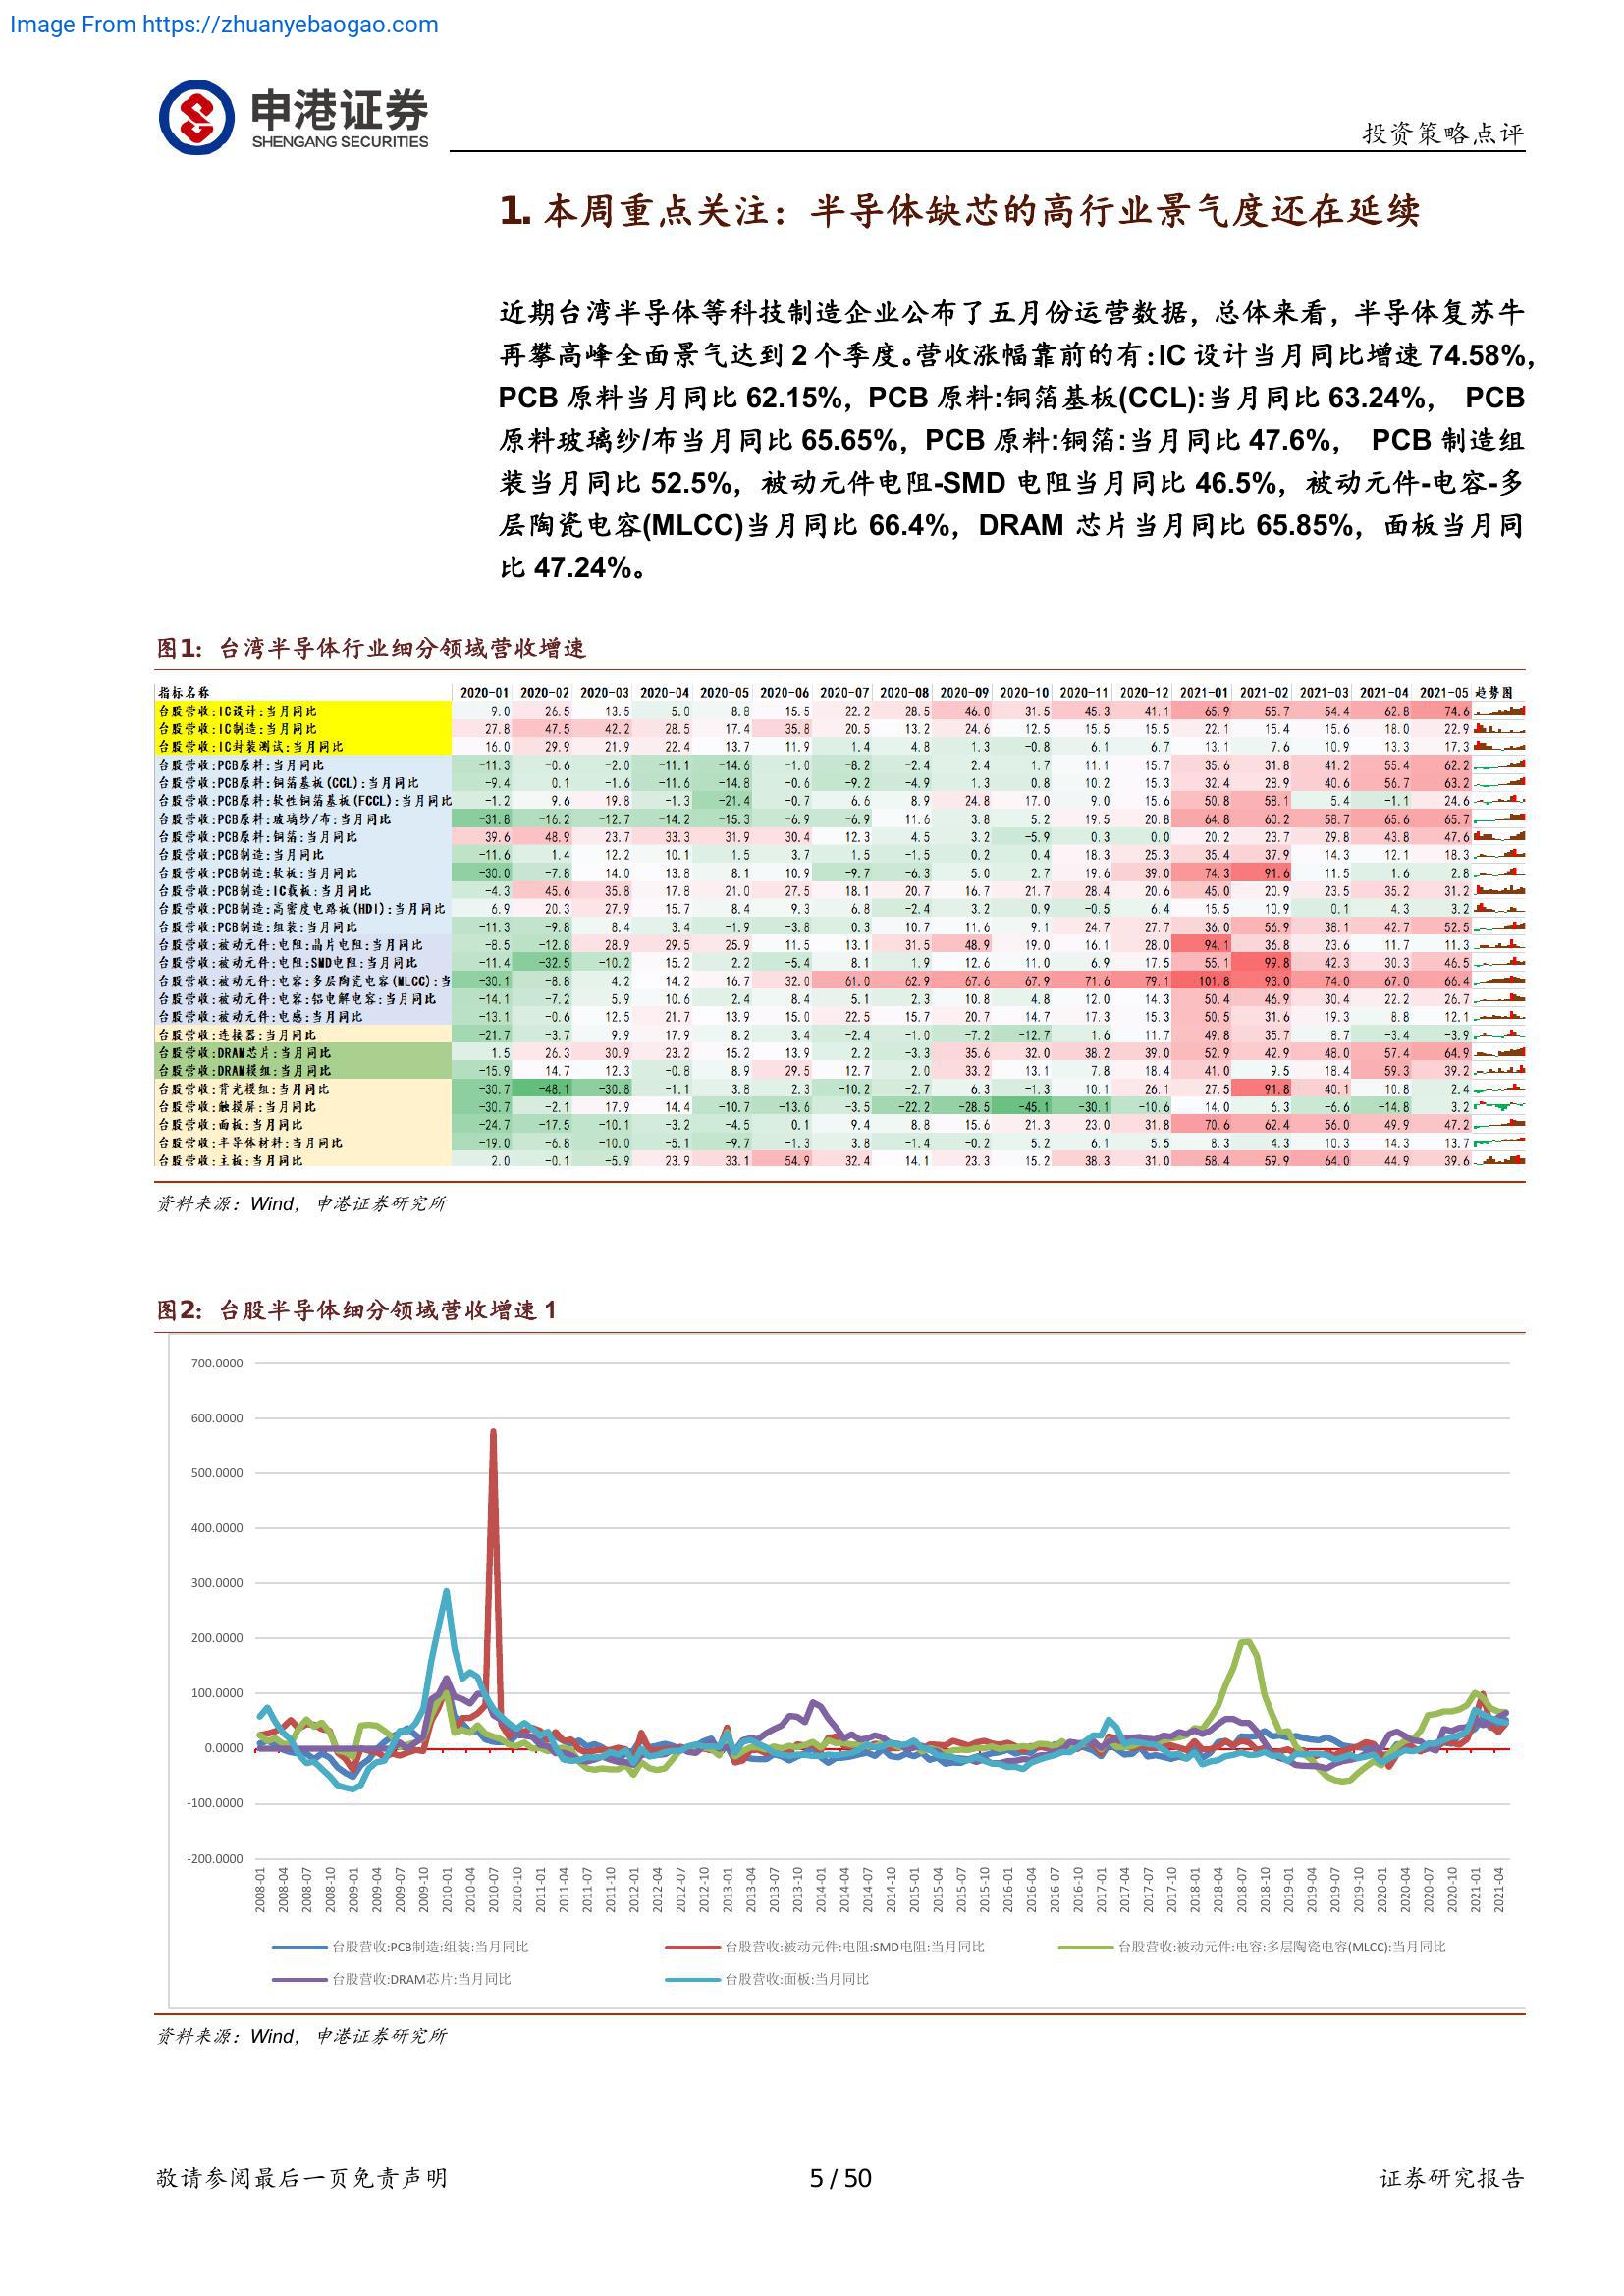 Image From https://zhuanyebaogao.com
申港证券
SHENGANG SECURITIES
投资策略点评
1. 本周重点关注：半导体缺芯的高行业景气度还在延续
近期台湾半导体等科技制造企业公布了五月份运营数据，总体来看，半导体复苏牛
再攀高峰全面景气达到 2 个季度。营收涨幅靠前的有：IC 设计当月同比增速 74.58%，
PCB 原料当月同比 62.15%，PCB 原料:铜箔基板(CCL):当月同比 63.24%， PCB
原料玻璃纱/布当月同比 65.65%，PCB 原料:铜箔:当月同比 47.6%， PCB 制造组
装当月同比 52.5%，被动元件电阻-SMD 电阻当月同比 46.5%，被动元件-电容-多
层陶瓷电容(MLCC)当月同比 66.4%，DRAM 芯片当月同比 65.85%，面板当月同
比 47.24%。
图1：台湾半导体行业细分领域营收增速
指标名称 2020-01 2020-02 2020-03 2020-04 2020-05 2020-06 2020-07 2020-08 2020-09 2020-10 2020-11 2020-12 2021-01 2021-02 2021-03 2021-04 2021-05 趋势图
台股营收:IC设计:当月同比 9.0 26.5 13.5 5.0 8.8 15.5 22.2 28.5 46.0 31.5 45.3 41.1 65.9 55.7 54.4 62.8 74.6
台股营收:IC制造:当月同比 27.8 47.5 42.2 28.5 17.4 35.8 20.5 13.2 24.6 12.5 15.5 15.5 22.1 15.4 15.6 18.0 22.9
台股营收:IC封装测试:当月同比 16.0 29.9 21.9 22.4 13.7 11.9 1.4 4.8 1.3 -0.8 6.1 6.7 13.1 7.6 10.9 13.3 17.3
台股营收:PCB原料:当月同比 -11.3 -0.6 -2.0 -11.1 -14.6 -1.0 -8.2 -2.4 2.4 1.7 11.1 15.7 35.6 31.8 41.2 55.4 62.2
台股营收:PCB原料:铜箔基板(CCL):当月同比 -9.4 0.1 -1.6 -11.6 -14.8 -0.6 -9.2 -4.9 1.3 0.8 10.2 15.3 32.4 28.9 40.6 56.7 63.2
台股营收:PCB原料:软性铜箔基板(FCCL):当月同比 -1.2 9.6 19.8 -1.3 -21.4 -0.7 6.6 8.9 24.8 17.0 9.0 15.6 50.8 58.1 5.4 -1.1 24.6
台股营收:PCB原料:玻璃纱/布:当月同比 -31.8 -16.2 -12.7 -14.2 -15.3 -6.9 -6.9 11.6 3.8 5.2 19.5 20.8 64.8 60.2 58.7 65.6 65.7
台股营收:PCB原料:铜箔:当月同比 39.6 48.9 23.7 33.3 31.9 30.4 12.3 4.5 3.2 -5.9 0.3 0.0 20.2 23.7 29.8 43.8 47.6
台股营收:PCB制造:当月同比 -11.6 1.4 12.2 10.1 1.5 3.7 1.5 -1.5 0.2 0.4 18.3 25.3 35.4 37.9 14.3 12.1 18.3
台股营收:PCB制造:软板:当月同比 -30.0 -7.8 14.0 13.8 8.1 10.9 -9.7 -6.3 5.0 2.7 19.6 39.0 74.3 91.6 11.5 1.6 2.8
台股营收:PCB制造:IC载板:当月同比 -4.3 45.6 35.8 17.8 21.0 27.5 18.1 20.7 16.7 21.7 28.4 20.6 45.0 20.9 23.5 35.2 31.2
台股营收:PCB制造:高密度电路板(HDI):当月同比 6.9 20.3 27.9 15.7 8.4 9.3 6.8 -2.4 3.2 0.9 -0.5 6.4 15.5 10.9 0.1 4.3 3.2
台股营收:PCB制造:组装:当月同比 -11.3 -9.8 8.4 3.4 -1.9 -3.8 0.3 10.7 11.6 9.1 24.7 27.7 36.0 56.9 38.1 42.7 52.5
台股营收:被动元件:电阻:晶片电阻:当月同比 -8.5 -12.8 28.9 29.5 25.9 11.5 13.1 31.5 48.9 19.0 16.1 28.0 94.1 36.8 23.6 11.7 11.3
台股营收:被动元件:电阻:SMD电阻:当月同比 -11.4 -32.5 -10.2 15.2 2.2 -5.4 8.1 1.9 12.6 11.0 6.9 17.5 55.1 99.8 42.3 30.3 46.5
台股营收:被动元件:电容:多层陶瓷电容(MLCC):当 -30.1 -8.8 4.2 14.2 16.7 32.0 61.0 62.9 67.6 67.9 71.6 79.1 101.8 93.0 74.0 67.0 66.4
台股营收:被动元件:电容:铝电解电容:当月同比 -14.1 -7.2 5.9 10.6 2.4 8.4 5.1 2.3 10.8 4.8 12.0 14.3 50.4 46.9 30.4 22.2 26.7
台股营收:被动元件:电感:当月同比 -13.1 -0.6 12.5 21.7 13.9 15.0 22.5 15.7 20.7 14.7 17.3 15.3 50.5 31.6 19.3 8.8 12.1
台股营收:连接器:当月同比 -21.7 -3.7 9.9 17.9 8.2 3.4 -2.4 -1.0 -7.2 -12.7 1.6 11.7 49.8 35.7 8.7 -3.4 -3.9
台股营收:DRAM芯片:当月同比 1.5 26.3 30.9 23.2 15.2 13.9 2.2 -3.3 35.6 32.0 38.2 39.0 52.9 42.9 48.0 57.4 64.9
台股营收:DRAM模组:当月同比 -15.9 14.7 12.3 -0.8 8.9 29.5 12.7 2.0 33.2 13.1 7.8 18.4 41.0 9.5 18.4 59.3 39.2
台股营收:背光模组:当月同比 -30.7 -48.1 -30.8 -1.1 3.8 2.3 -10.2 -2.7 6.3 -1.3 10.1 26.1 27.5 91.8 40.1 10.8 2.4
台股营收:触摸屏:当月同比 -30.7 -2.1 17.9 14.4 -10.7 -13.6 -3.5 -22.2 -28.5 -45.1 -30.1 -10.6 14.0 6.3 -6.6 -14.8 3.2
台股营收:面板:当月同比 -24.7 -17.5 -10.1 -3.2 -4.5 0.1 9.4 8.8 15.6 21.3 23.0 31.8 70.6 62.4 56.0 49.9 47.2
台股营收:半导体材料:当月同比 -19.0 -6.8 -10.0 -5.1 -9.7 -1.3 3.8 -1.4 -0.2 5.2 6.1 5.5 8.3 4.3 10.3 14.3 13.7
台股营收:主板:当月同比 2.0 -0.1 -5.9 23.9 33.1 54.9 32.4 14.1 23.3 15.2 38.3 31.0 58.4 59.9 64.0 44.9 39.6
资料来源：Wind，申港证券研究所
图2：台股半导体细分领域营收增速 1
700.0000
600.0000
500.0000
400.0000
300.0000
200.0000
100.0000
0.0000
-100.0000
-200.0000
2008-01 2008-04 2008-07 2008-10 2009-01 2009-04 2009-07 2009-10 2010-01 2010-04 2010-07 2010-10 2011-01 2011-04 2011-07 2011-10 2012-01 2012-04 2012-07 2012-10 2013-01 2013-04 2013-07 2013-10 2014-01 2014-04 2014-07 2014-10 2015-01 2015-04 2015-07 2015-10 2016-01 2016-04 2016-07 2016-10 2017-01 2017-04 2017-07 2017-10 2018-01 2018-04 2018-07 2018-10 2019-01 2019-04 2019-07 2019-10 2020-01 2020-04 2020-07 2020-10 2021-01 2021-04
台股营收:PCB制造:组装:当月同比 台股营收:被动元件:电阻:SMD电阻:当月同比 台股营收:被动元件:电容:多层陶瓷电容(MLCC):当月同比
台股营收:DRAM芯片:当月同比 台股营收:面板:当月同比
资料来源：Wind，申港证券研究所
敬请参阅最后一页免责声明 5 / 50 证券研究报告